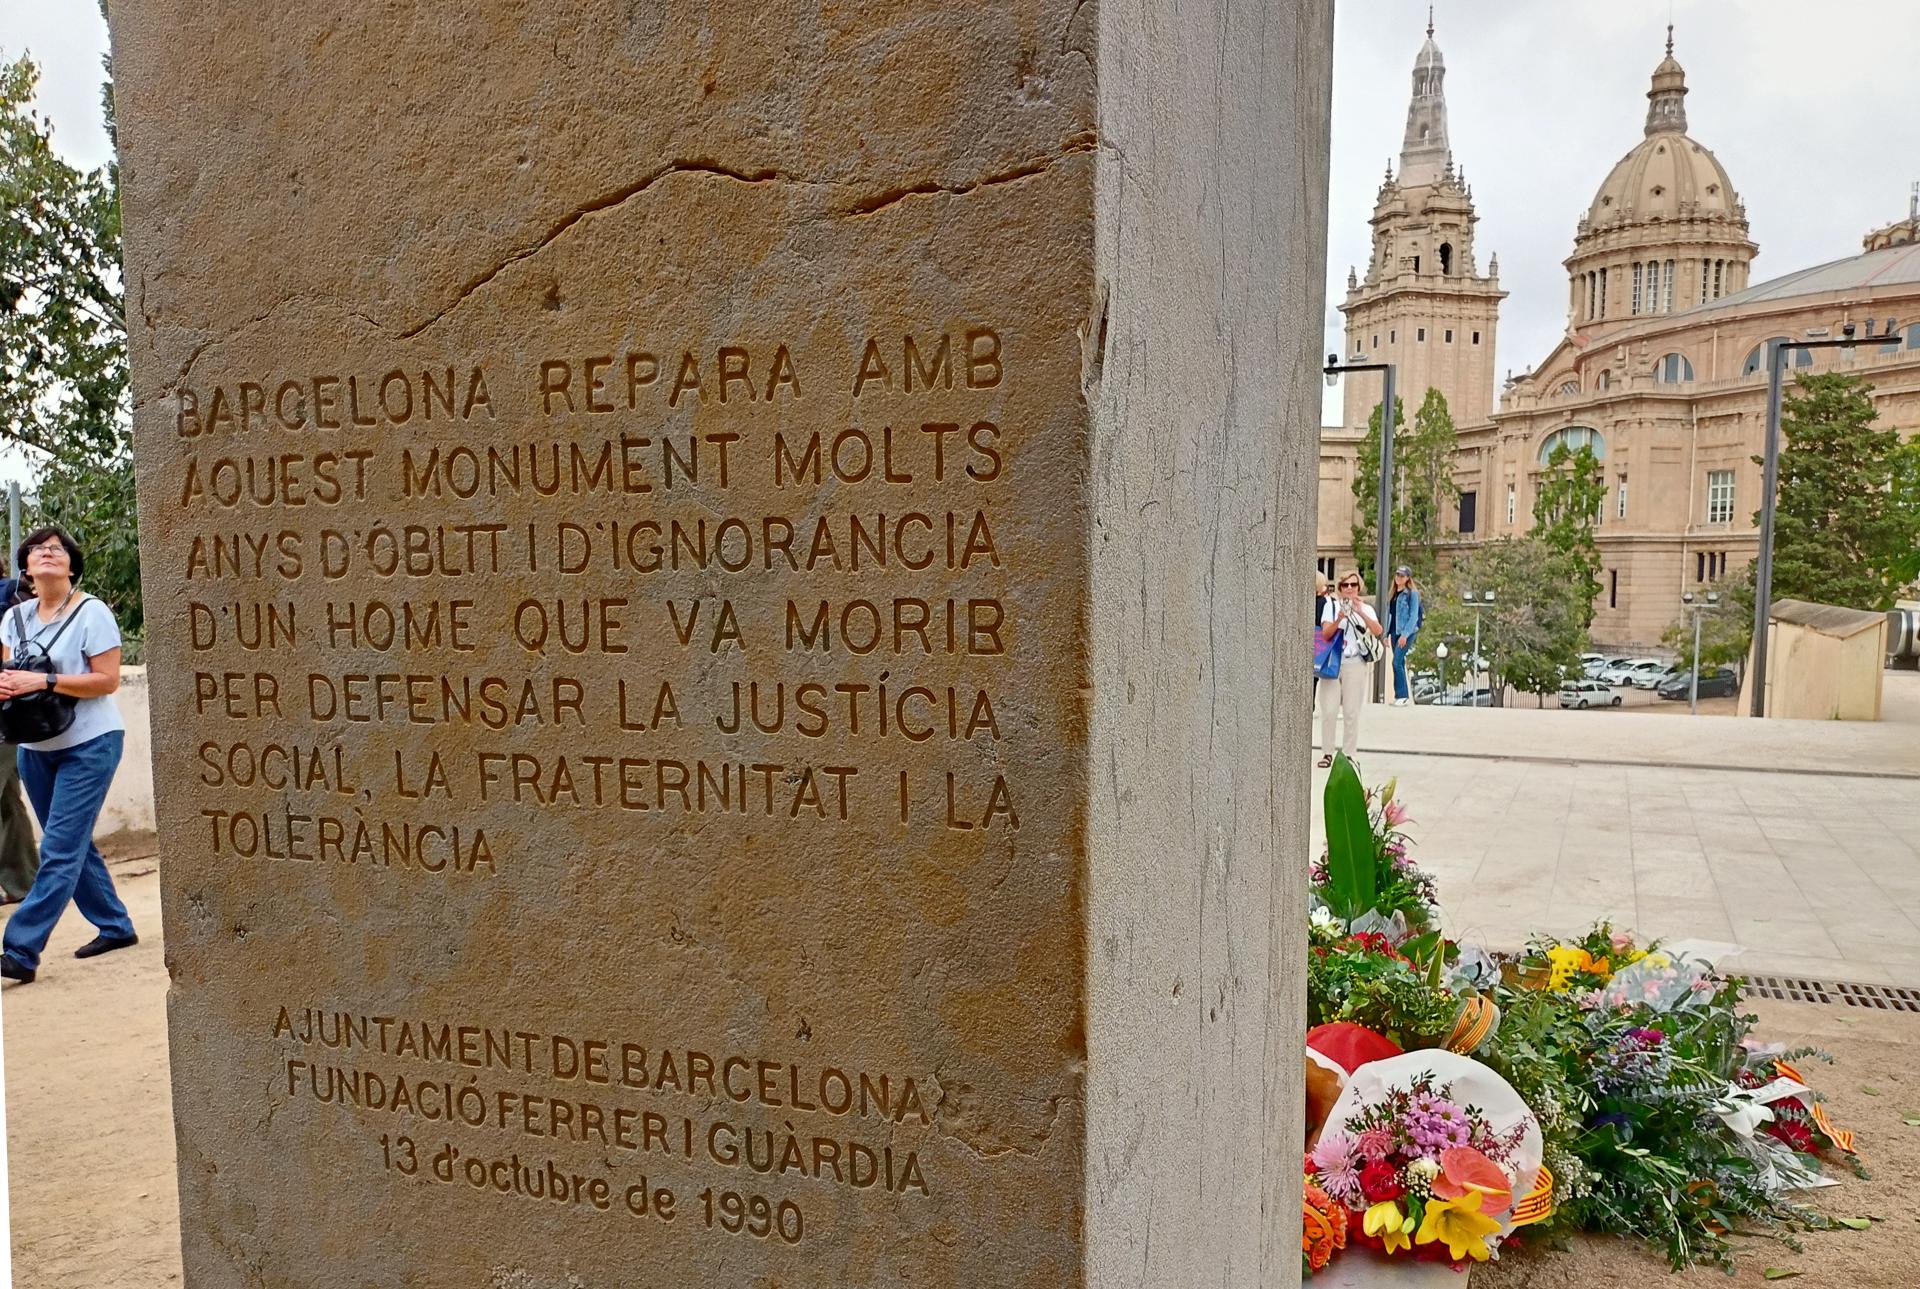 BARCELONA REPARA AMB
AQUEST MONUMENT MOLTS
ANYS D'OBLIT I D'IGNORANCIA
D'UN HOME QUE VA MORIR
PER DEFENSAR LA JUSTÍCIA
SOCIAL, LA FRATERNITAT I LA
TOLERÀNCIA
AJUNTAMENT DE BARCELONA
FUNDACIÓ FERRER I GUÀRDIA
13 d'octubre de 1990